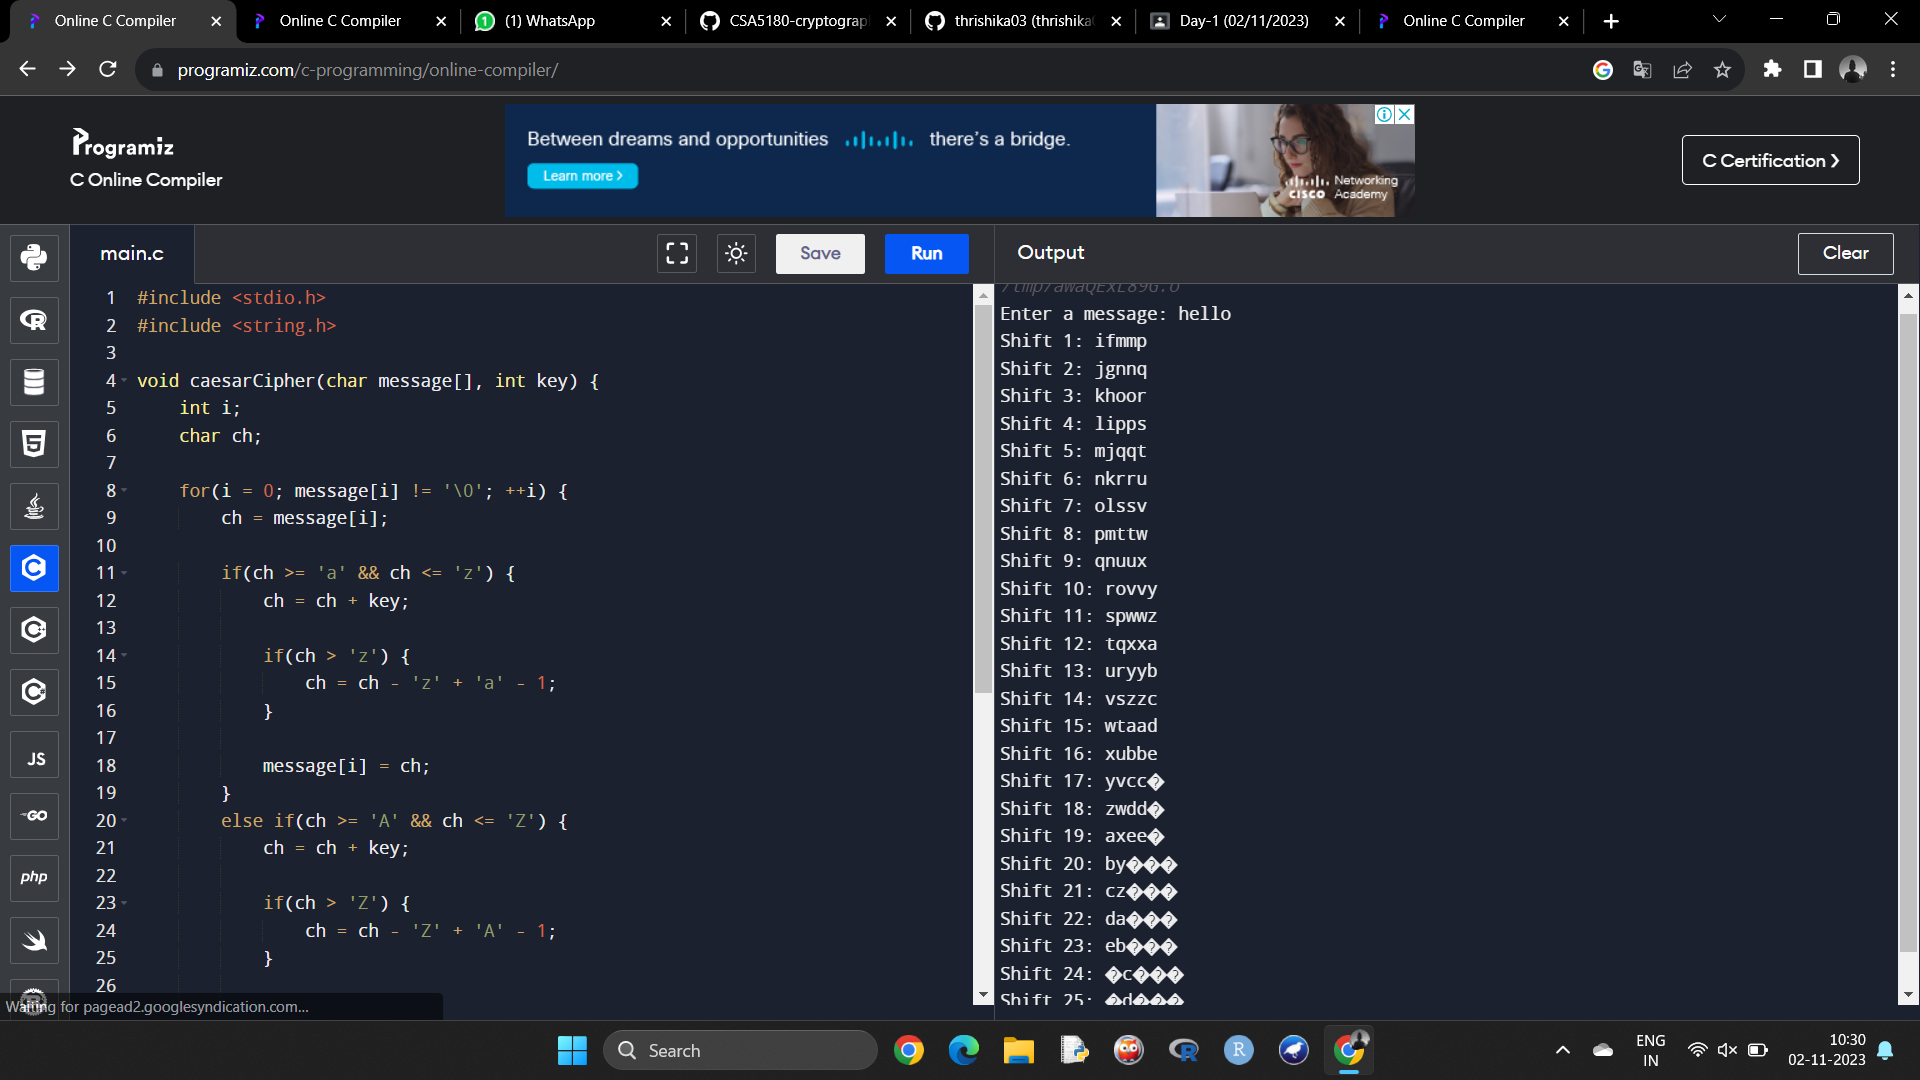 Online C Compiler
Online C Compiler
(1) WhatsApp
CSA5180-cryptograp
thrishika03 (thrishika
Day-1 (02/11/2023)
Online C Compiler
programiz.com/c-programming/online-compiler/
Programiz
C Online Compiler
Between dreams and opportunities there's a bridge.
Learn more >
CISCO Networking Academy
C Certification >
main.c
Save
Run
Output
Clear
1 #include <stdio.h>
2 #include <string.h>
3
4 void caesarCipher(char message[], int key) {
5 int i;
6 char ch;
7
8 for(i = 0; message[i] != '\0'; ++i) {
9 ch = message[i];
10
11 if(ch >= 'a' && ch <= 'z') {
12 ch = ch + key;
13
14 if(ch > 'z') {
15 ch = ch - 'z' + 'a' - 1;
16 }
17
18 message[i] = ch;
19 }
20 else if(ch >= 'A' && ch <= 'Z') {
21 ch = ch + key;
22
23 if(ch > 'Z') {
24 ch = ch - 'Z' + 'A' - 1;
25 }
26
/tmp/awaQExL89G.o
Enter a message: hello
Shift 1: ifmmp
Shift 2: jgnnq
Shift 3: khoor
Shift 4: lipps
Shift 5: mjqqt
Shift 6: nkrru
Shift 7: olssv
Shift 8: pmttw
Shift 9: qnuux
Shift 10: rovvy
Shift 11: spwwz
Shift 12: tqxxa
Shift 13: uryyb
Shift 14: vszzc
Shift 15: wtaad
Shift 16: xubbe
Shift 17: yvcc�
Shift 18: zwdd�
Shift 19: axee�
Shift 20: by���
Shift 21: cz���
Shift 22: da���
Shift 23: eb���
Shift 24: �c���
Shift 25: �d���
JS
GO
php
Waiting for pagead2.googlesyndication.com...
Search
ENG
IN
10:30
02-11-2023